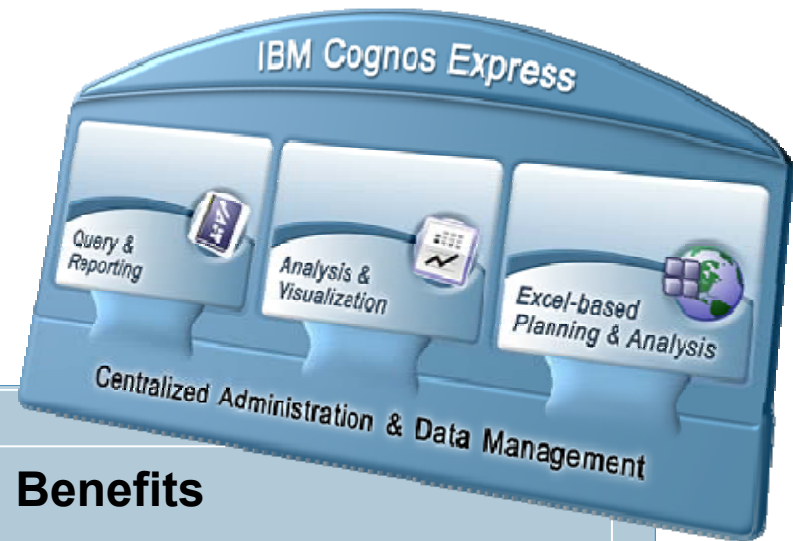 IBM Cognos Express
Query &
Reporting
Analysis &
Visualization
Excel-based
Planning & Analysis
Centralized Administration & Data Management
Benefits